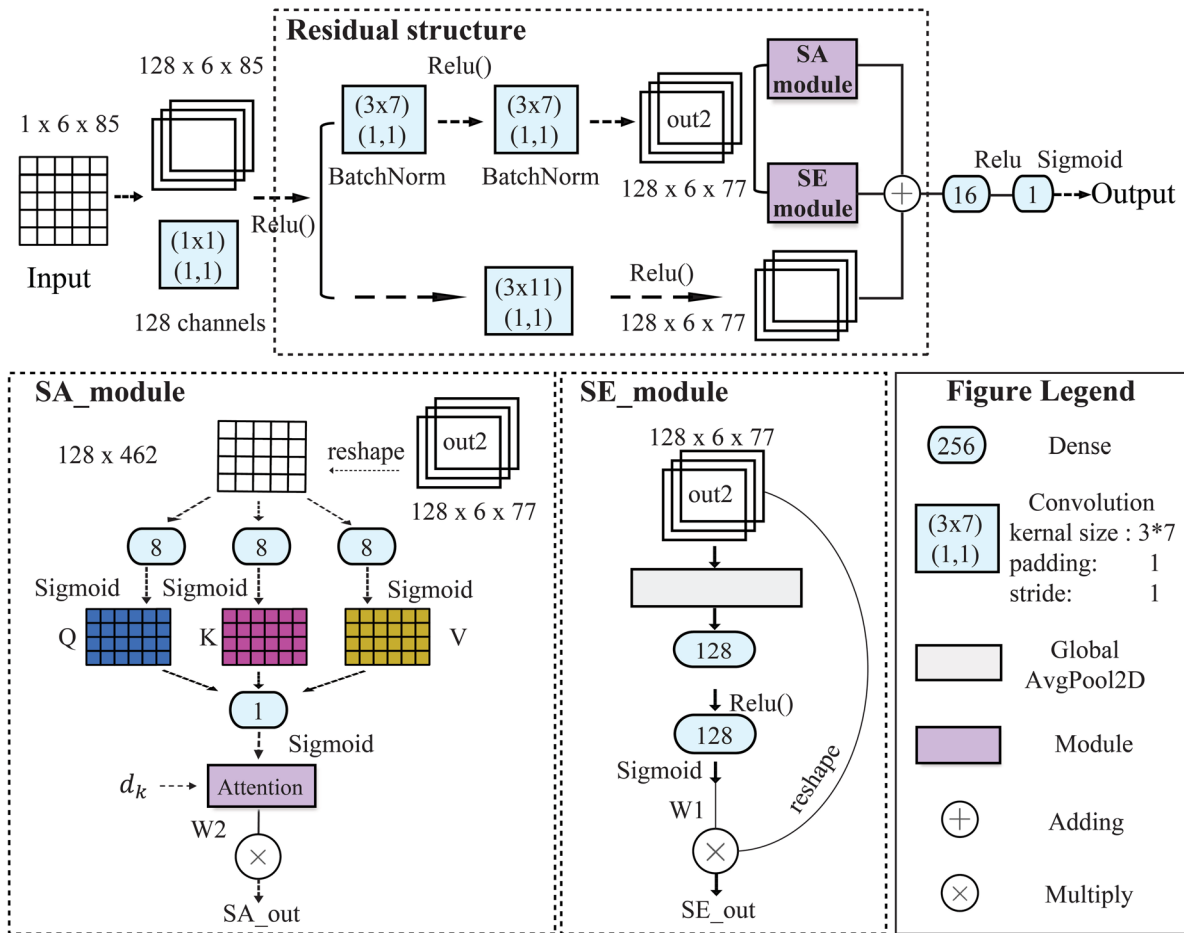 Residual structure
128 x 6 x 85
1 x 6 x 85
Input
(1x1)
(1,1)
128 channels
Relu()
(3x7)
(1,1)
BatchNorm
Relu()
(3x7)
(1,1)
BatchNorm
out2
128 x 6 x 77
SA
module
SE
module
(3x11)
(1,1)
Relu()
128 x 6 x 77
+
Relu
Sigmoid
16
1
Output
SA_module
128 x 462
reshape
out2
128 x 6 x 77
8
8
8
Sigmoid
Sigmoid
Sigmoid
Q
K
V
1
Sigmoid
d_k
Attention
W2
×
SA_out
SE_module
128 x 6 x 77
out2
128
Relu()
128
Sigmoid
W1
reshape
×
SE_out
Figure Legend
256
Dense
(3x7)
(1,1)
Convolution
kernal size : 3*7
padding: 1
stride: 1
Global
AvgPool2D
Module
+
Adding
×
Multiply